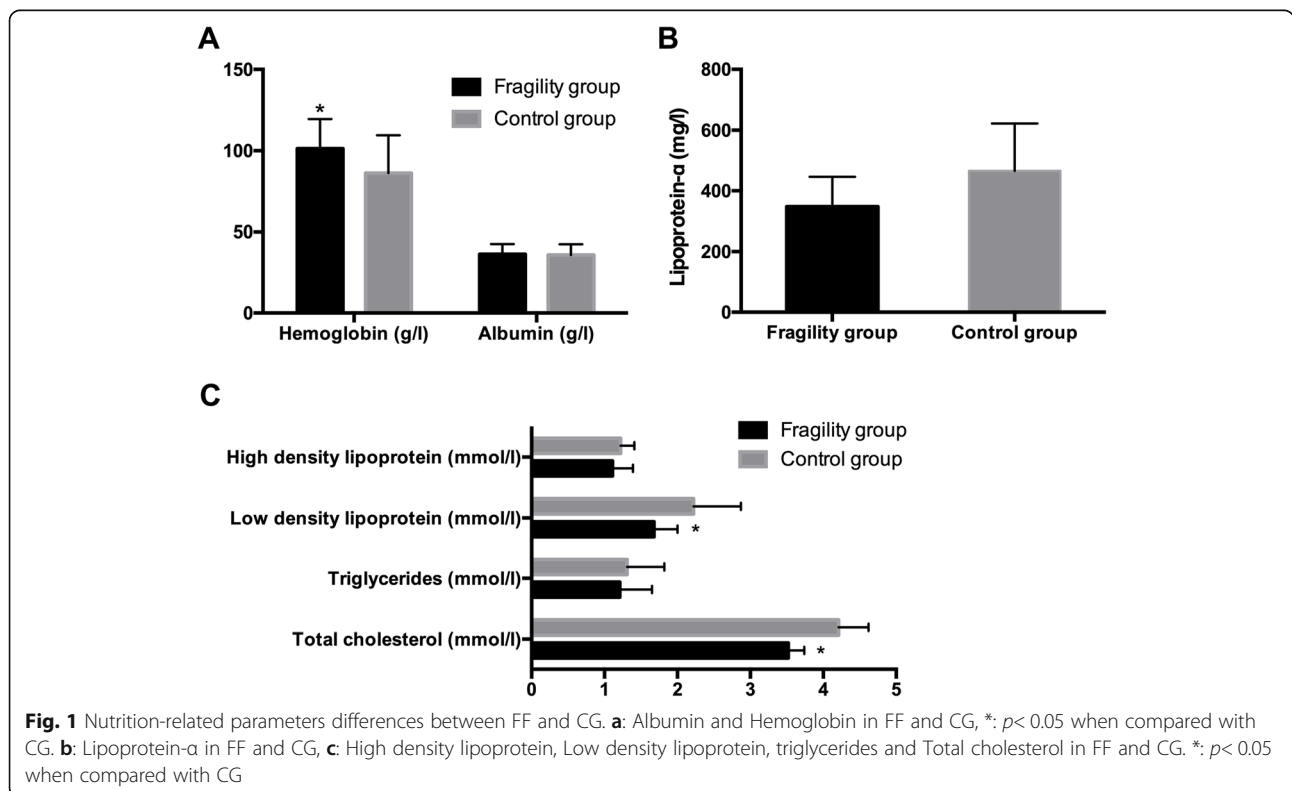 A
150
100
50
0
*
Fragility group
Control group
Hemoglobin (g/l)
Albumin (g/l)
B
Lipoprotein-α (mg/l)
800
600
400
200
0
Fragility group
Control group
C
Fragility group
Control group
High density lipoprotein (mmol/l)
Low density lipoprotein (mmol/l)
*
Triglycerides (mmol/l)
Total cholesterol (mmol/l)
*
0 1 2 3 4 5
Fig. 1 Nutrition-related parameters differences between FF and CG. a: Albumin and Hemoglobin in FF and CG, *: p< 0.05 when compared with
CG. b: Lipoprotein-α in FF and CG, c: High density lipoprotein, Low density lipoprotein, triglycerides and Total cholesterol in FF and CG. *: p< 0.05
when compared with CG